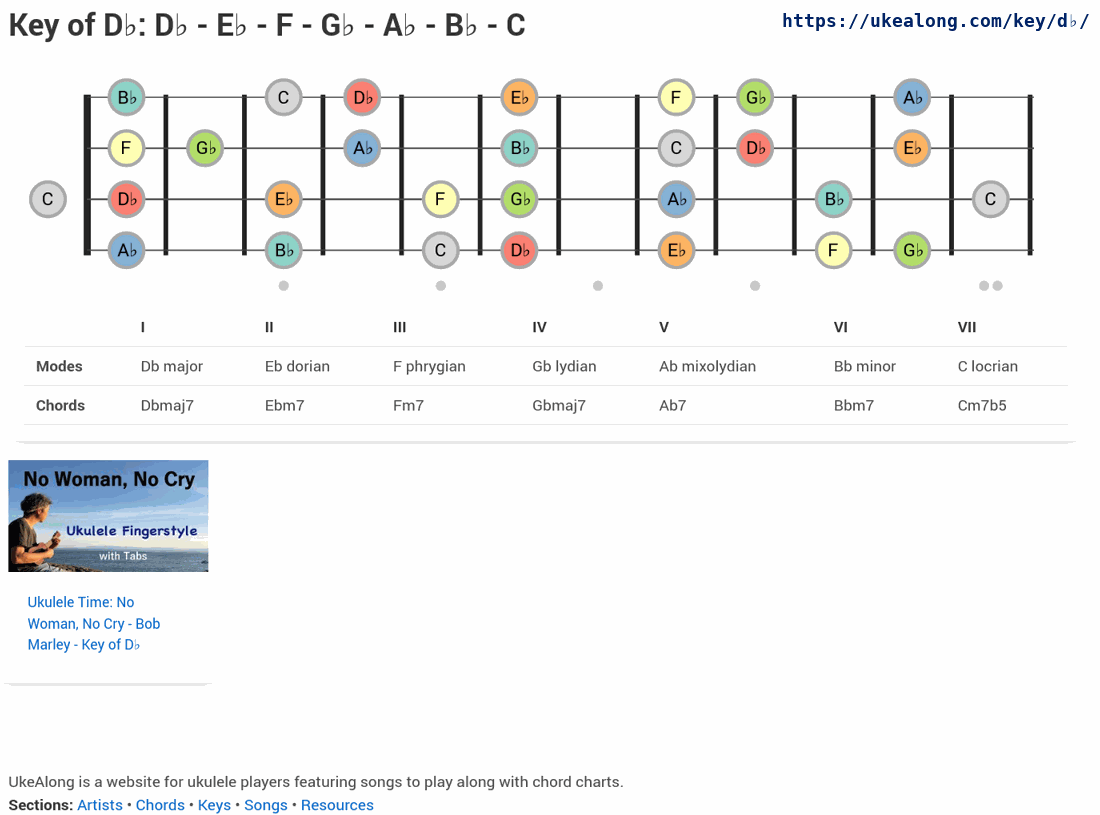 Key of D♭: D♭ - E♭ - F - G♭ - A♭ - B♭ - C
https://ukealong.com/key/d♭/
B♭ C D♭ E♭ F G♭ A♭
F G♭ A♭ B♭ C D♭ E♭
C D♭ E♭ F G♭ A♭ B♭ C
A♭ B♭ C D♭ E♭ F G♭
I II III IV V VI VII
Modes Db major Eb dorian F phrygian Gb lydian Ab mixolydian Bb minor C locrian
Chords Dbmaj7 Ebm7 Fm7 Gbmaj7 Ab7 Bbm7 Cm7b5
No Woman, No Cry
Ukulele Fingerstyle
with Tabs
Ukulele Time: No
Woman, No Cry - Bob
Marley - Key of D♭
UkeAlong is a website for ukulele players featuring songs to play along with chord charts.
Sections: Artists • Chords • Keys • Songs • Resources